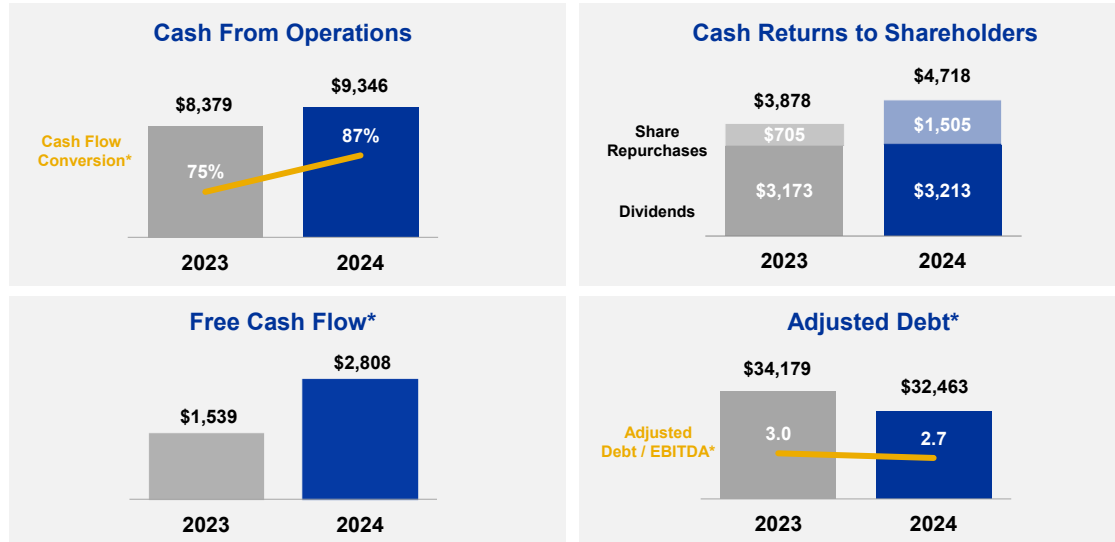 Cash From Operations
$8,379
$9,346
Cash Flow
Conversion*
75%
87%
2023
2024
Cash Returns to Shareholders
$3,878
$4,718
Share
Repurchases
$705
$1,505
Dividends
$3,173
$3,213
2023
2024
Free Cash Flow*
$1,539
$2,808
2023
2024
Adjusted Debt*
$34,179
$32,463
Adjusted
Debt / EBITDA*
3.0
2.7
2023
2024